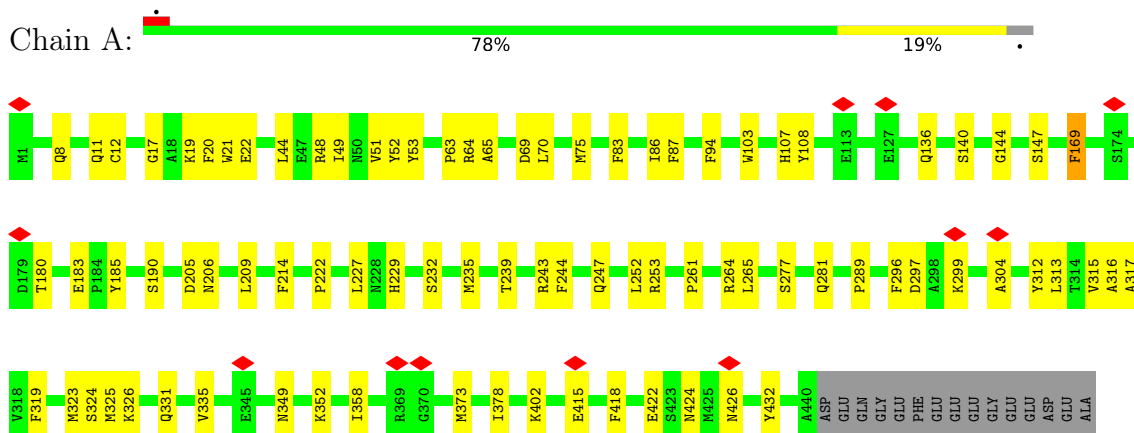 Chain A:
78%
19%
M1 Q8 Q11 C12 G17 A18 K19 F20 W21 E22 L44 E47 R48 I49 N50 V51 Y52 Y53 P63 R64 A65 D69 L70 M75 F83 I86 F87 F94 W103 H107 Y108 E113 E127 Q136 S140 G144 S147 F169 S174
D179 T180 E183 P184 Y185 S190 D205 N206 L209 F214 P222 L227 N228 H229 S232 M235 T239 R243 F244 Q247 L252 R253 P261 R264 L265 S277 Q281 P289 F296 D297 A298 K299 A304 Y312 L313 T314 V315 A316 A317
V318 F319 M323 S324 M325 K326 Q331 V335 E345 N349 K352 I358 R369 G370 M373 I378 K402 E415 F418 E422 S423 N424 M425 N426 Y432 A440 ASP GLU GLN GLY GLU PHE GLU GLU GLU GLY GLU GLU ASP GLU ALA